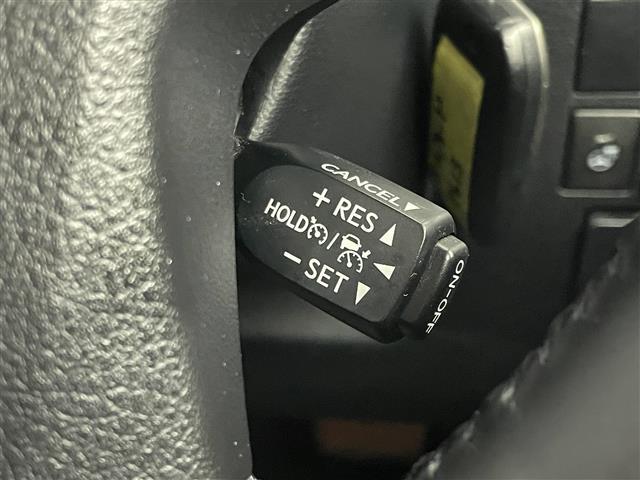 CANCEL
+ RES
HOLD /
− SET
ON-OFF